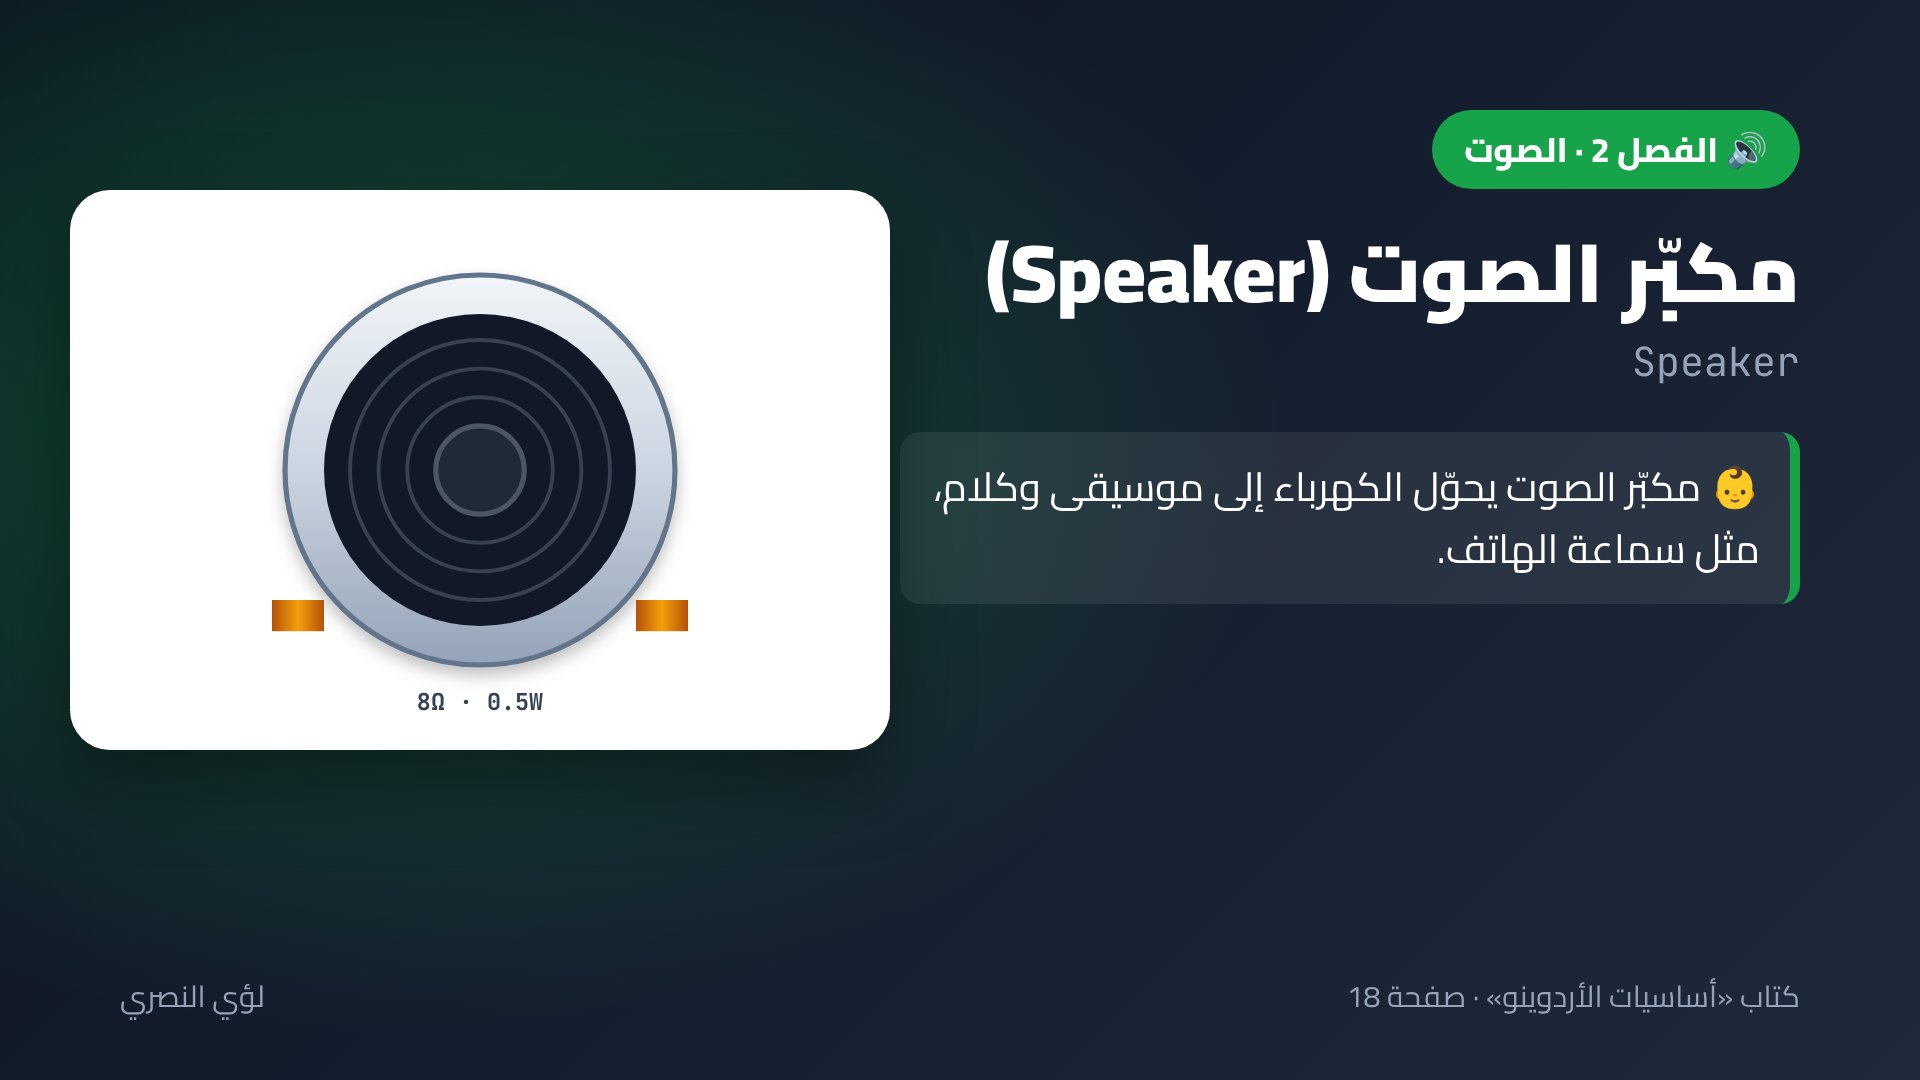 🔊 الفصل 2 · الصوت
مكبّر الصوت (Speaker)
Speaker
👶 مكبّر الصوت يحوّل الكهرباء إلى موسيقى وكلام،
مثل سماعة الهاتف.
8Ω · 0.5W
كتاب «أساسيات الأردوينو» · صفحة 18
لؤي النصري